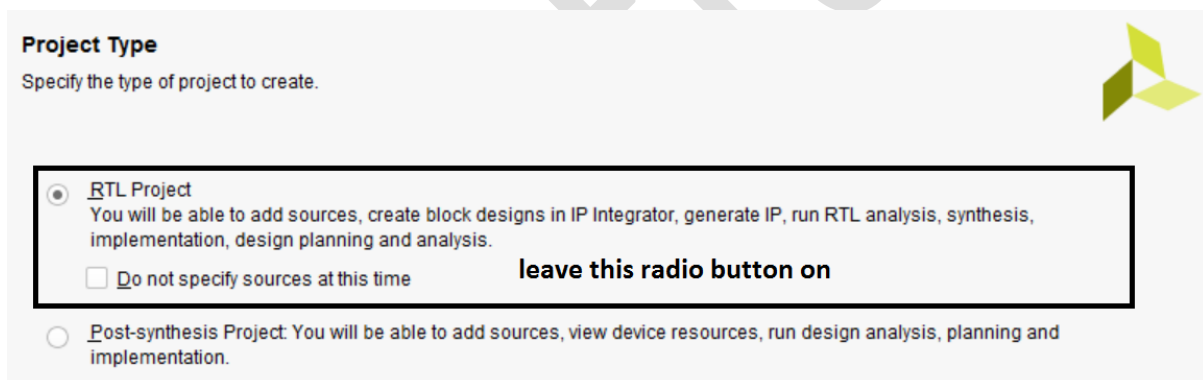 Project Type
Specify the type of project to create.
RTL Project
You will be able to add sources, create block designs in IP Integrator, generate IP, run RTL analysis, synthesis,
implementation, design planning and analysis.
Do not specify sources at this time
leave this radio button on
Post-synthesis Project: You will be able to add sources, view device resources, run design analysis, planning and
implementation.